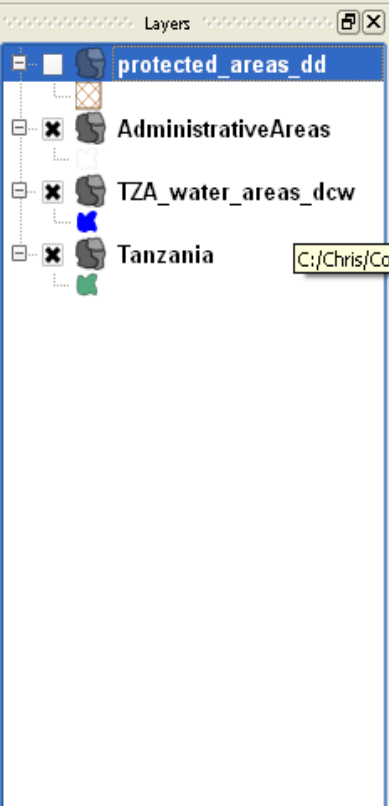 Layers
protected_areas_dd
AdministrativeAreas
TZA_water_areas_dcw
Tanzania
C:/Chris/Co